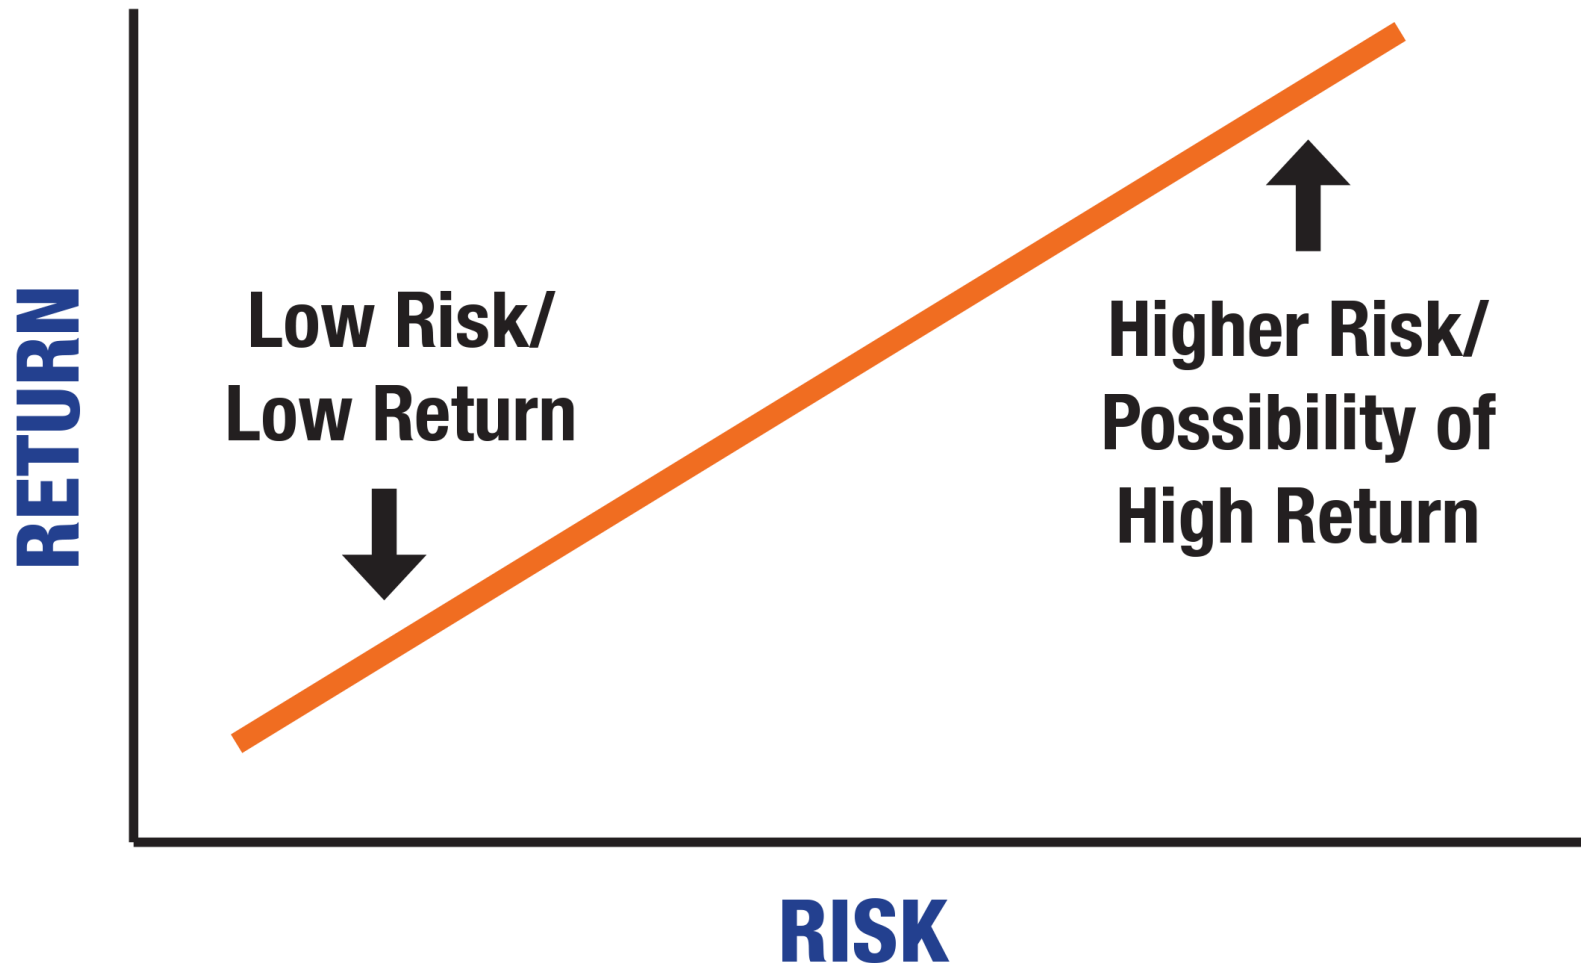 RETURN
Low Risk/
Low Return
Higher Risk/
Possibility of
High Return
RISK